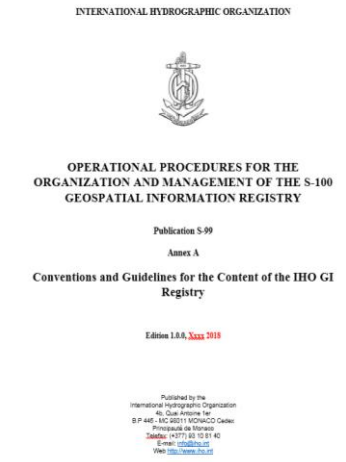 INTERNATIONAL HYDROGRAPHIC ORGANIZATION
OPERATIONAL PROCEDURES FOR THE
ORGANIZATION AND MANAGEMENT OF THE S-100
GEOSPATIAL INFORMATION REGISTRY
Publication S-99
Annex A
Conventions and Guidelines for the Content of the IHO GI
Registry
Edition 1.0.0, Xxxx 2018
Published by the
International Hydrographic Organization
4b, Quai Antoine 1er
B.P 445 - MC 98011 MONACO Cedex
Principauté de Monaco
Telefax: (+377) 93 10 81 40
E-mail: info@iho.int
Web http://www.iho.int